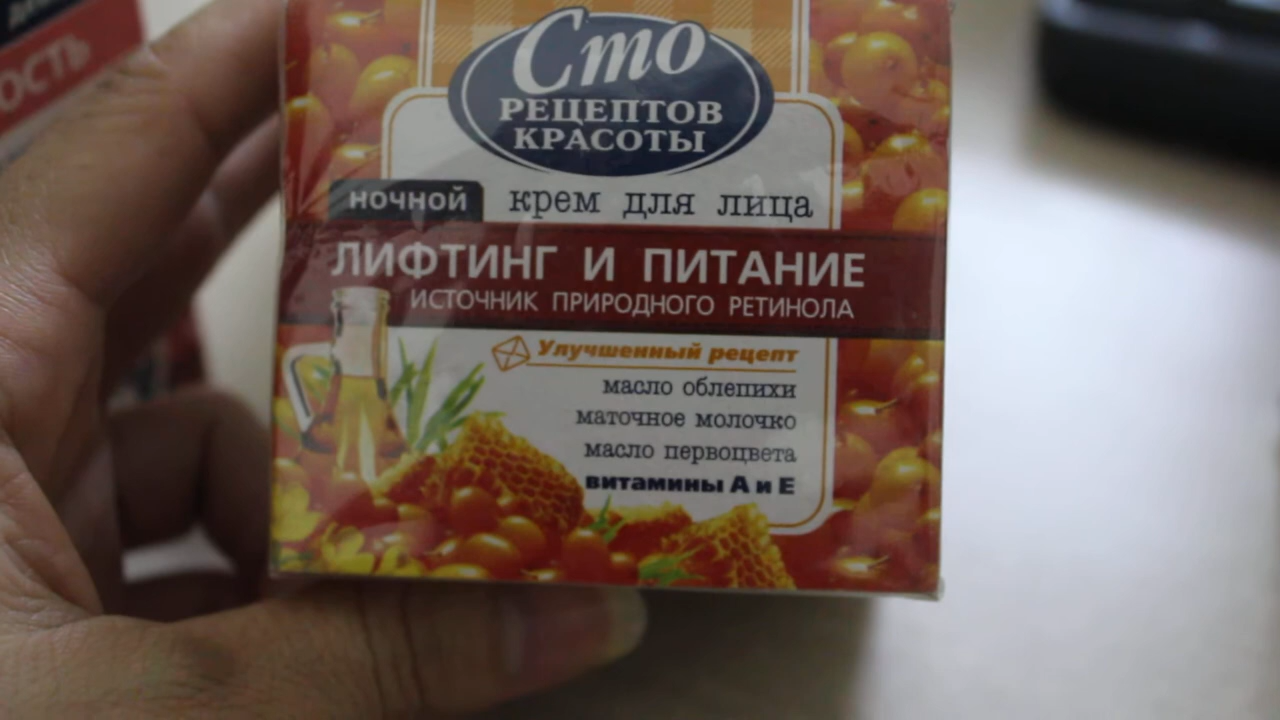 ОСТЬ
Сто
РЕЦЕПТОВ
КРАСОТЫ
НОЧНОЙ крем для лица
ЛИФТИНГ И ПИТАНИЕ
ИСТОЧНИК ПРИРОДНОГО РЕТИНОЛА
Улучшенный рецепт
масло облепихи
маточное молочко
масло первоцвета
витамины А и Е